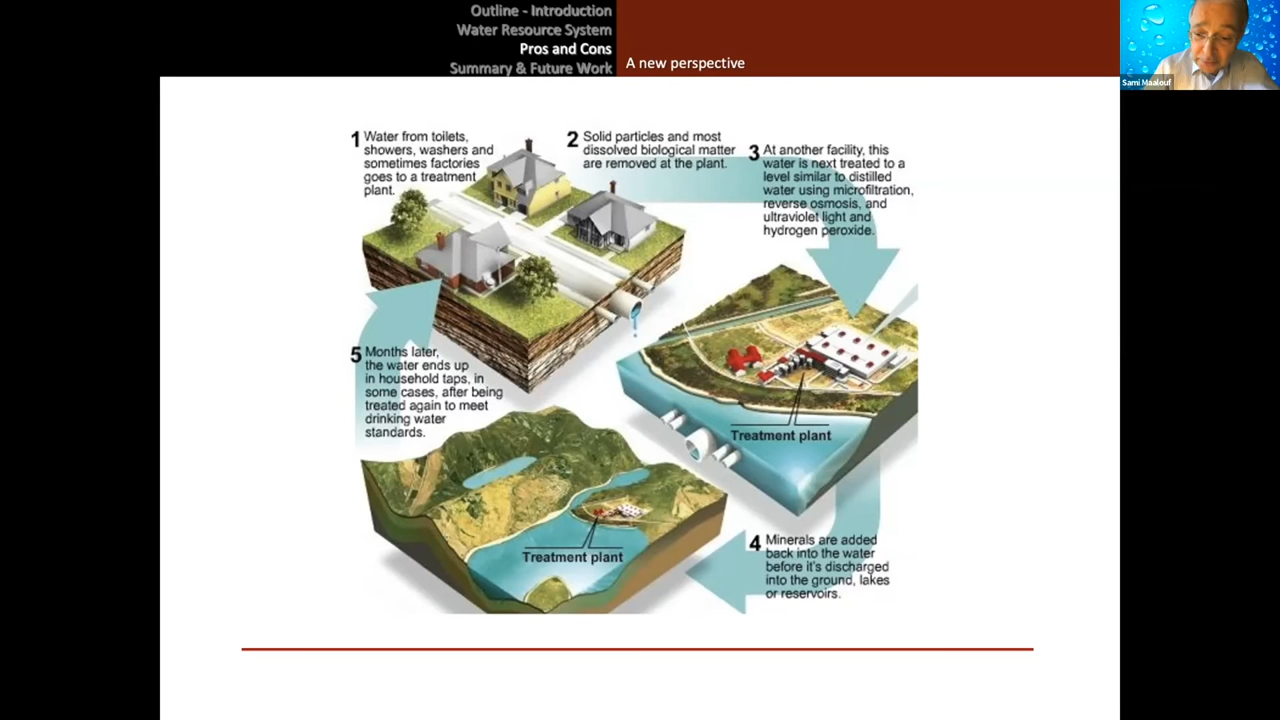 Outline - Introduction
Water Resource System
Pros and Cons
Summary & Future Work
A new perspective
Sami Maalouf
1 Water from toilets,
showers, washers and
sometimes factories
goes to a treatment
plant.
2 Solid particles and most
dissolved biological matter
are removed at the plant.
3 At another facility, this
water is next treated to a
level similar to distilled
water using microfiltration,
reverse osmosis, and
ultraviolet light and
hydrogen peroxide.
Treatment plant
4 Minerals are added
back into the water
before it's discharged
into the ground, lakes
or reservoirs.
Treatment plant
5 Months later,
the water ends up
in household taps, in
some cases, after being
treated again to meet
drinking water
standards.